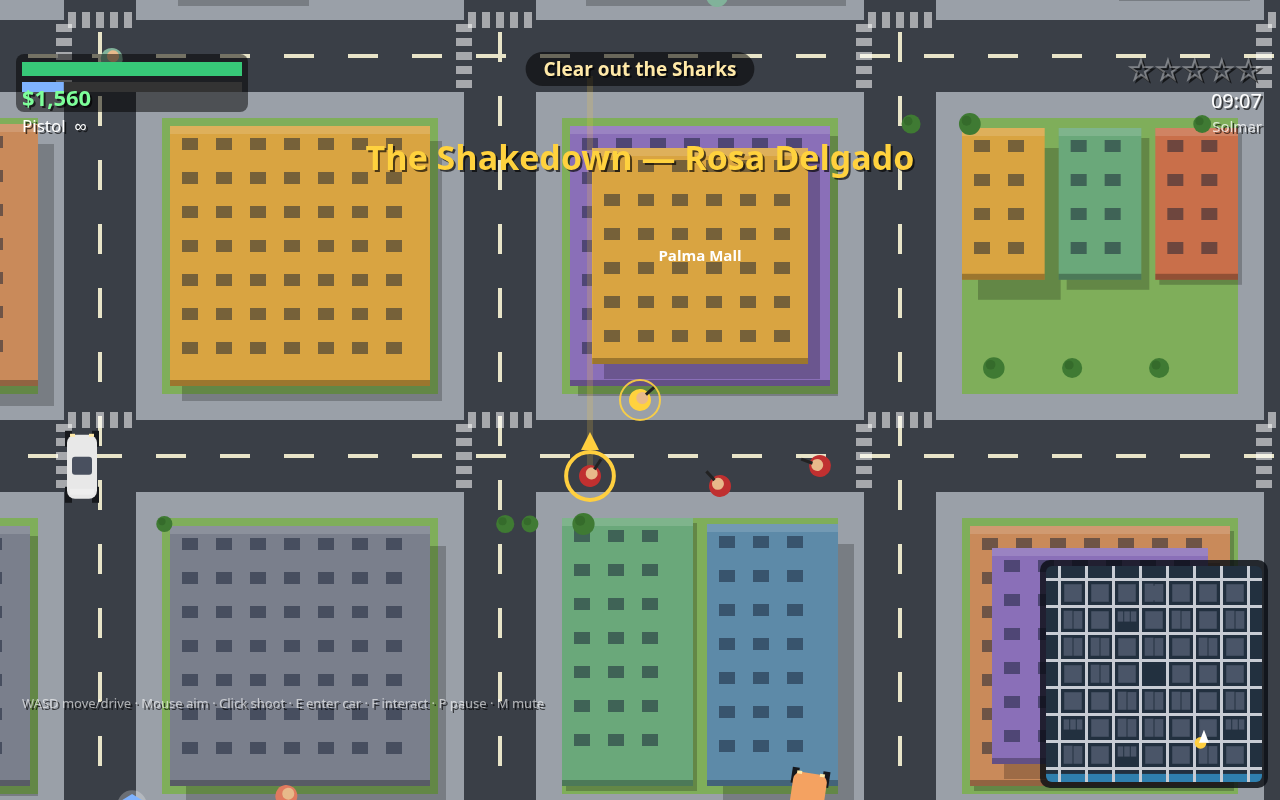 Clear out the Sharks
$1,560
09:07
Pistol ∞
Solmar
The Shakedown — Rosa Delgado
Palma Mall
WASD move/drive · Mouse aim · Click shoot · E enter car · F interact · P pause · M mute